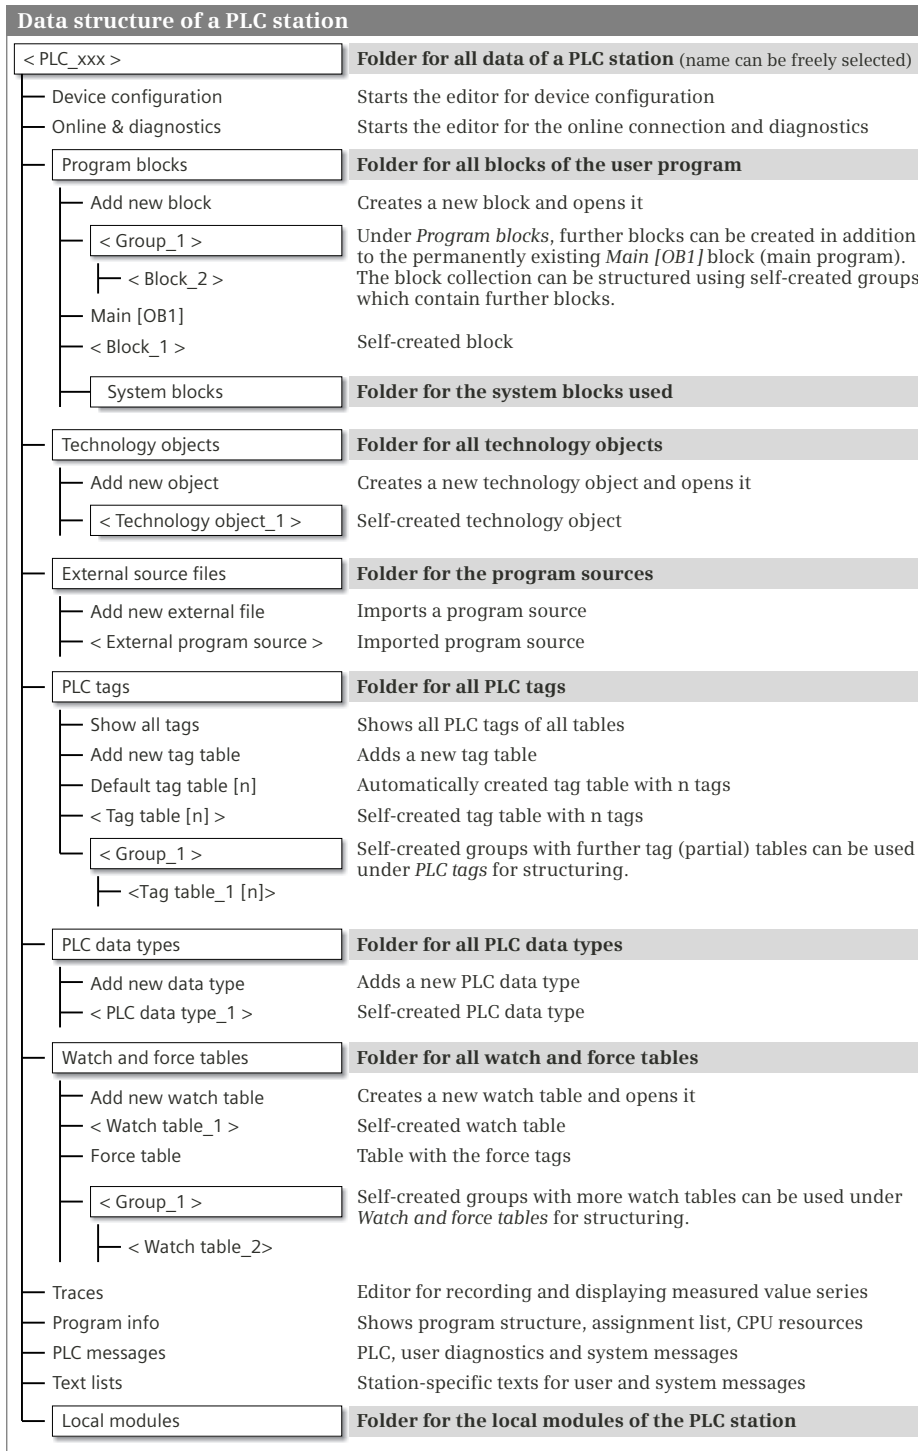 Data structure of a PLC station
< PLC_xxx > Folder for all data of a PLC station (name can be freely selected)
Device configuration Starts the editor for device configuration
Online & diagnostics Starts the editor for the online connection and diagnostics
Program blocks Folder for all blocks of the user program
Add new block Creates a new block and opens it
< Group_1 > Under Program blocks, further blocks can be created in addition
to the permanently existing Main [OB1] block (main program).
< Block_2 > The block collection can be structured using self-created groups
which contain further blocks.
Main [OB1]
< Block_1 > Self-created block
System blocks Folder for the system blocks used
Technology objects Folder for all technology objects
Add new object Creates a new technology object and opens it
< Technology object_1 > Self-created technology object
External source files Folder for the program sources
Add new external file Imports a program source
< External program source > Imported program source
PLC tags Folder for all PLC tags
Show all tags Shows all PLC tags of all tables
Add new tag table Adds a new tag table
Default tag table [n] Automatically created tag table with n tags
< Tag table [n] > Self-created tag table with n tags
< Group_1 > Self-created groups with further tag (partial) tables can be used
under PLC tags for structuring.
<Tag table_1 [n]>
PLC data types Folder for all PLC data types
Add new data type Adds a new PLC data type
< PLC data type_1 > Self-created PLC data type
Watch and force tables Folder for all watch and force tables
Add new watch table Creates a new watch table and opens it
< Watch table_1 > Self-created watch table
Force table Table with the force tags
< Group_1 > Self-created groups with more watch tables can be used under
Watch and force tables for structuring.
< Watch table_2>
Traces Editor for recording and displaying measured value series
Program info Shows program structure, assignment list, CPU resources
PLC messages PLC, user diagnostics and system messages
Text lists Station-specific texts for user and system messages
Local modules Folder for the local modules of the PLC station